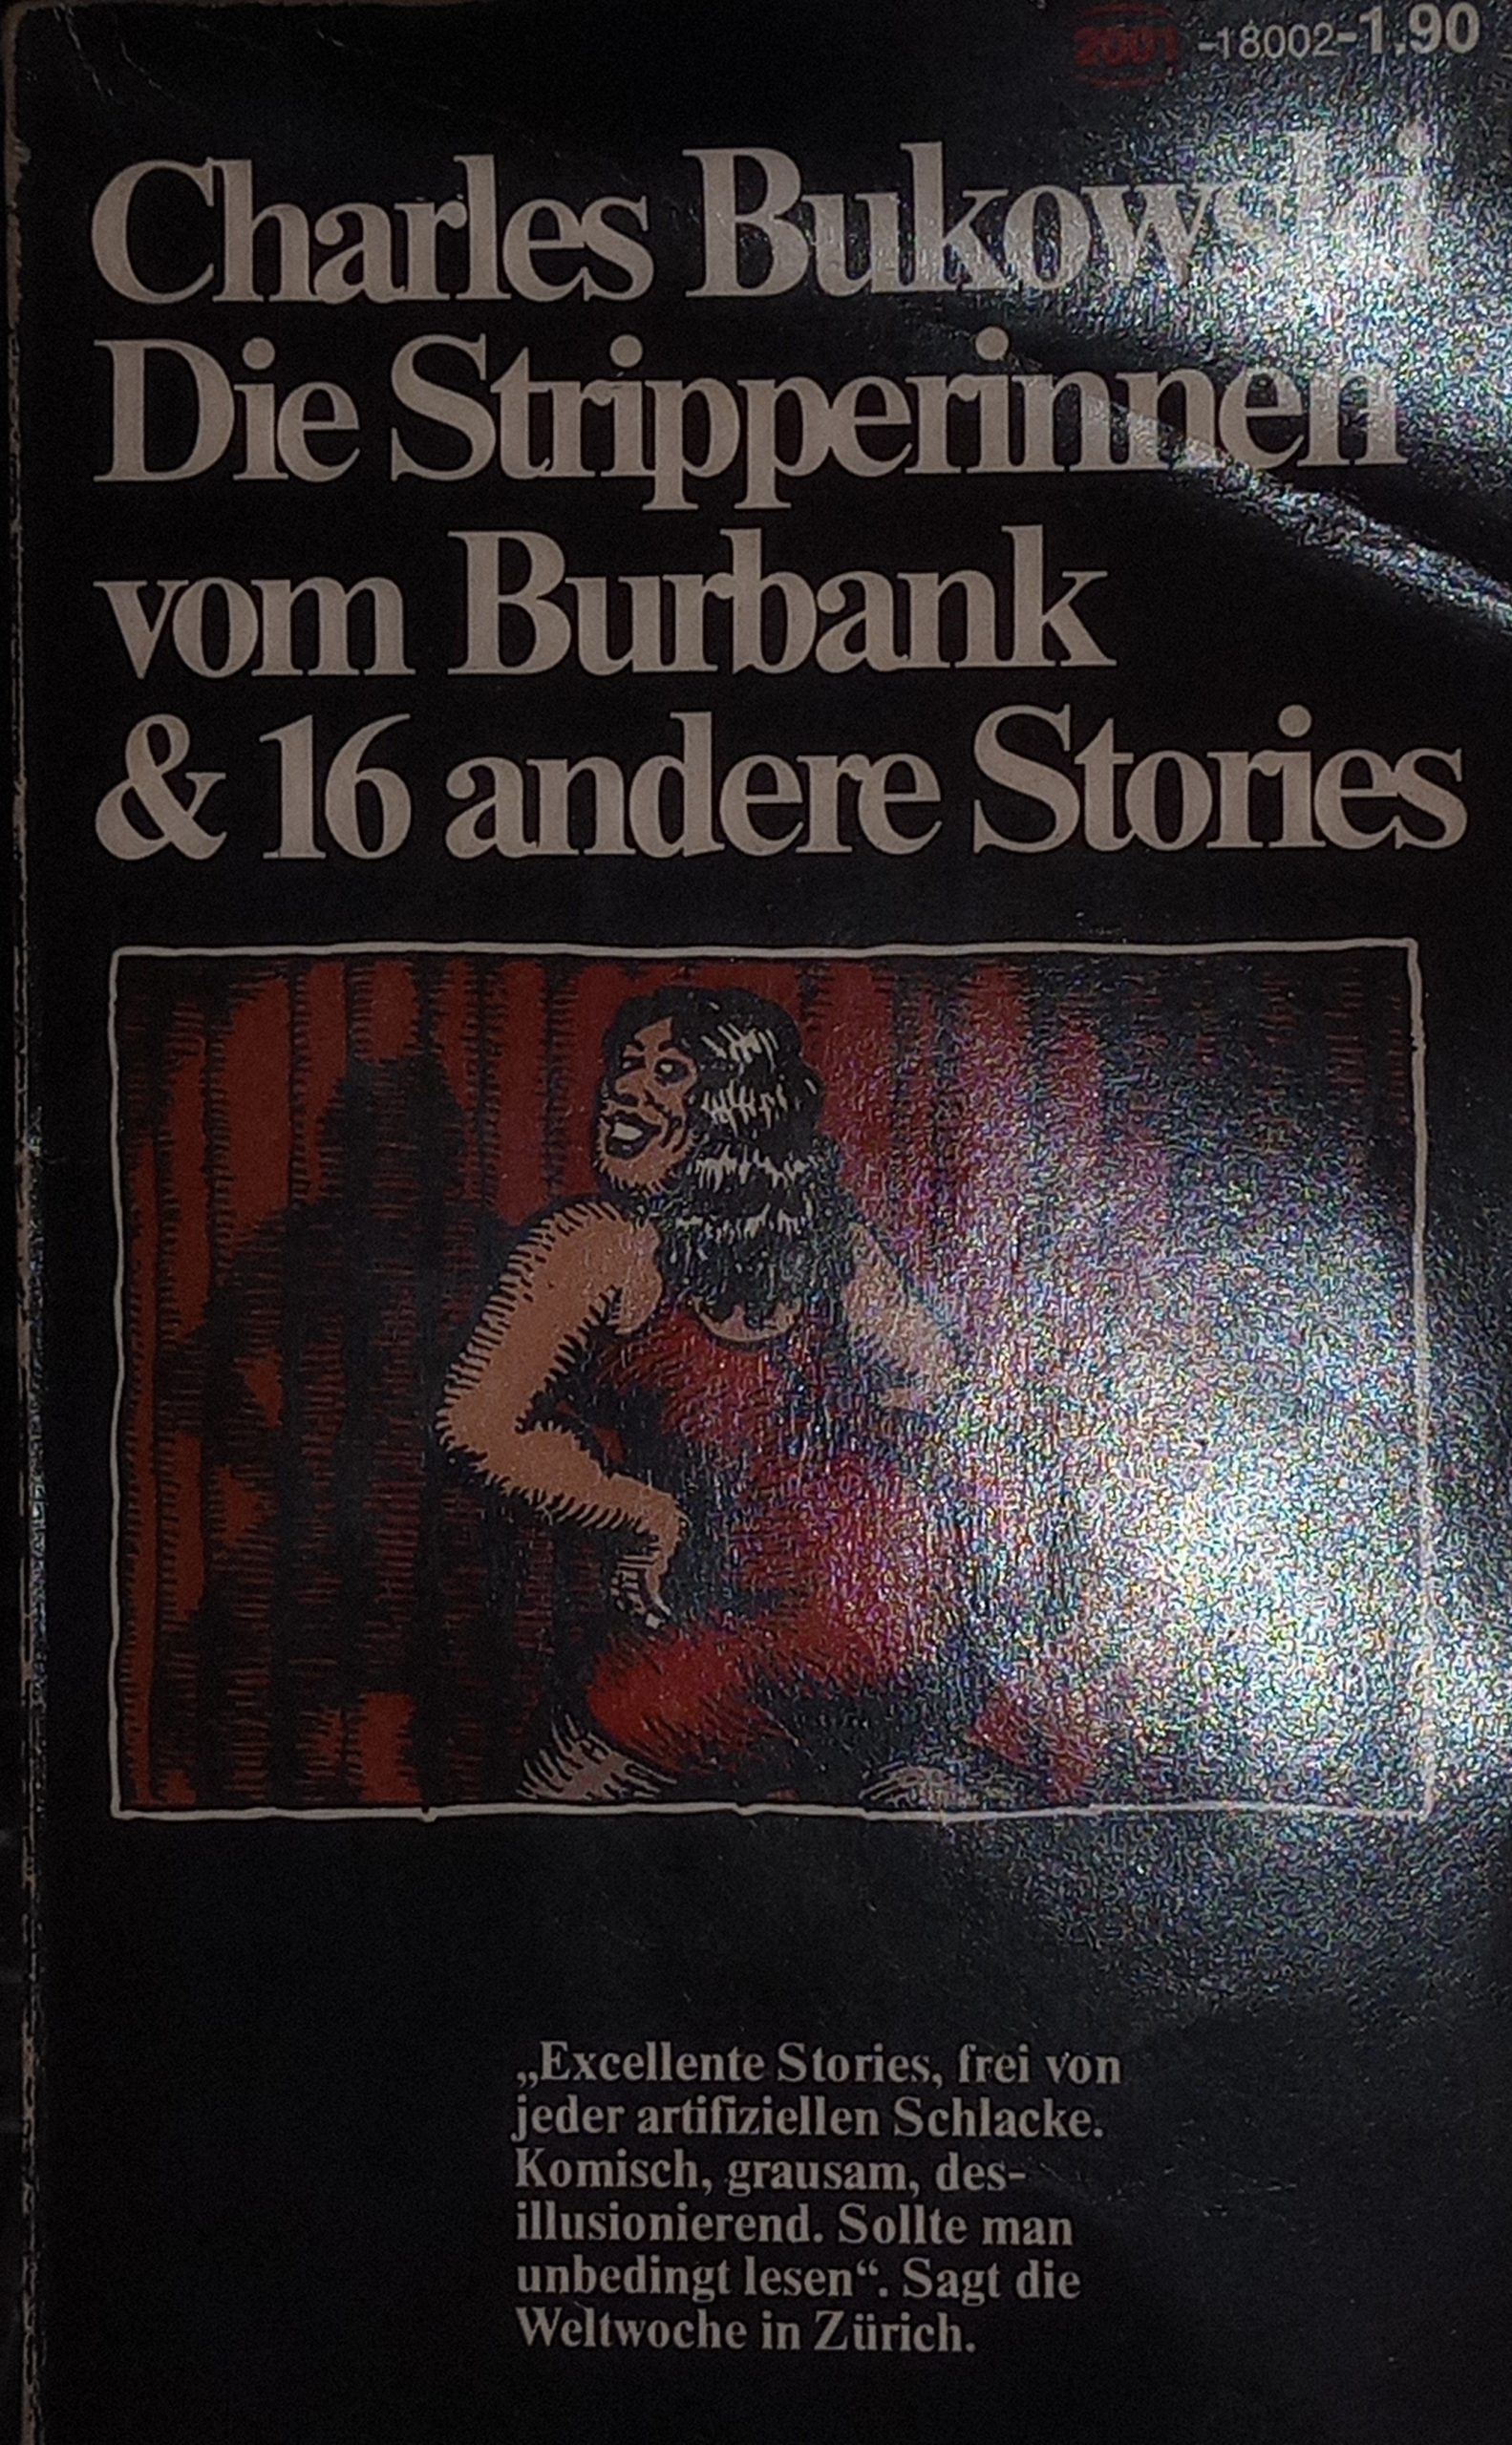 2001 -18002-1.90
Charles Bukowski
Die Stripperinnen
vom Burbank
& 16 andere Stories
„Excellente Stories, frei von
jeder artifiziellen Schlacke.
Komisch, grausam, des-
illusionierend. Sollte man
unbedingt lesen“. Sagt die
Weltwoche in Zürich.